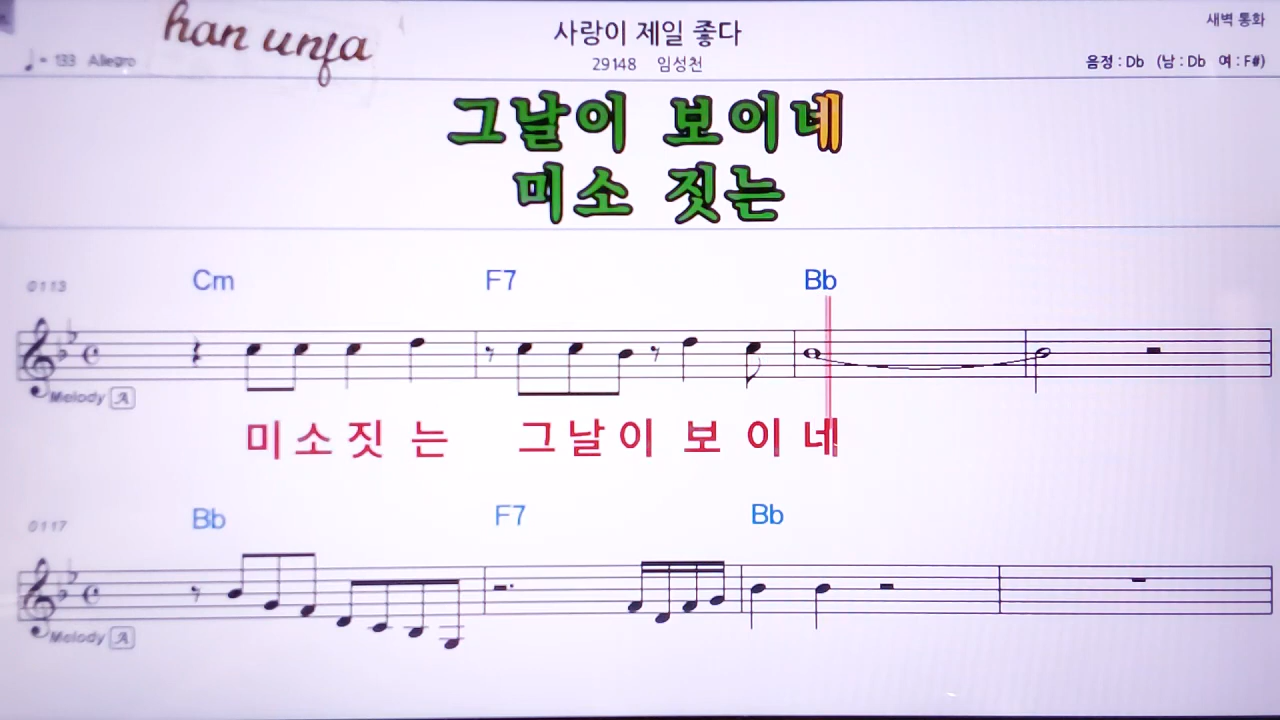 han unja
사랑이 제일 좋다
새벽 통화
♩ = 133 Allegro
29148 임성천
음정 : Db (남 : Db 여 : F#)
그날이 보이네
미소 짓는
0113 Cm F7 Bb
Melody A
미소짓는 그날이 보이네
0117 Bb F7 Bb
Melody A